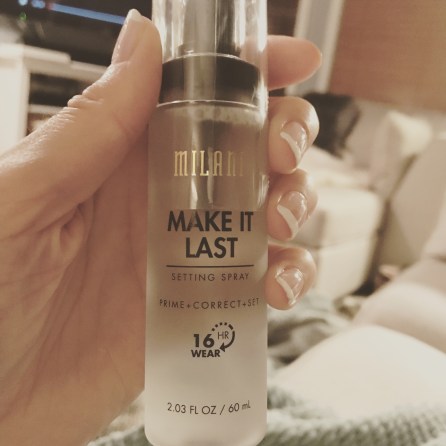 MILANI
MAKE IT
LAST
SETTING SPRAY
PRIME+CORRECT+SET
16 HR
WEAR
2.03 FL OZ / 60 mL